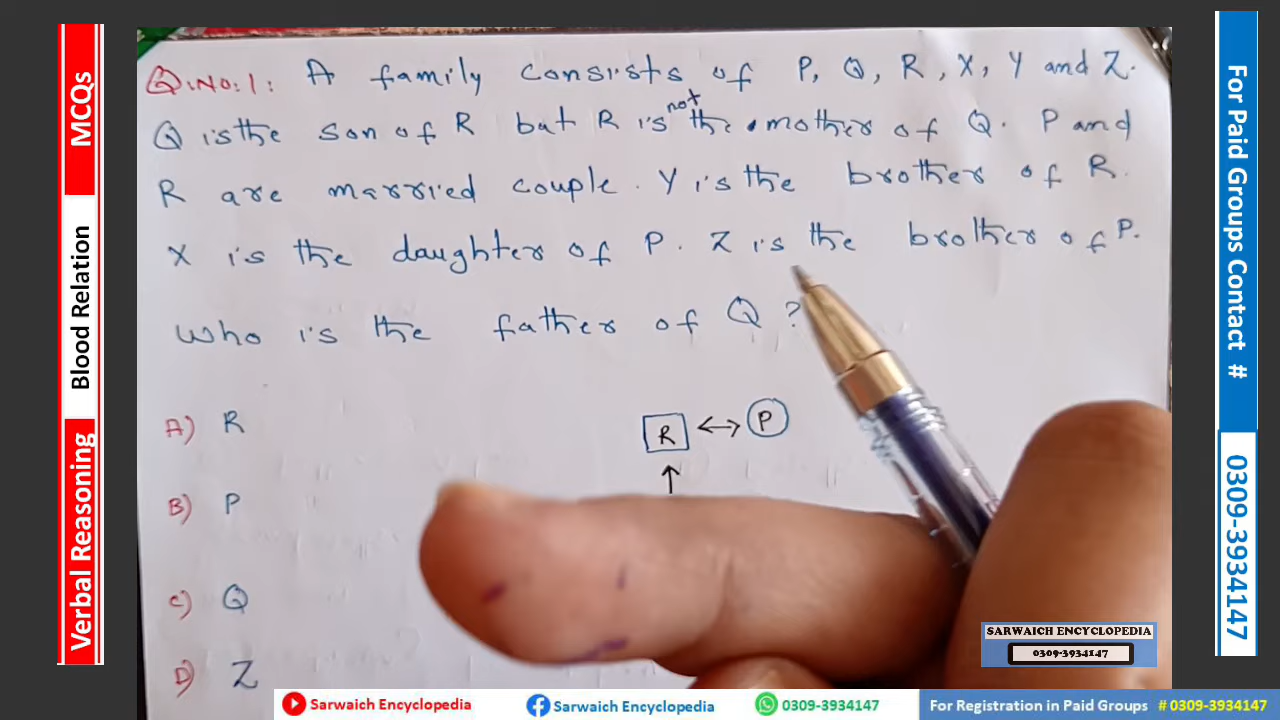 Q.No:1: A family consists of P, Q, R, X, Y and Z.
Q is the son of R but R is not the mother of Q. P and
R are married couple. Y is the brother of R.
X is the daughter of P. Z is the brother of P.
Who is the father of Q?
A) R
B) P
C) Q
D) Z
R ↔ P
↑
Verbal Reasoning
Blood Relation
MCQs
For Paid Groups Contact #
0309-3934147
SARWAICH ENCYCLOPEDIA
0309-3934147
Sarwaich Encyclopedia
Sarwaich Encyclopedia
0309-3934147
For Registration in Paid Groups # 0309-3934147